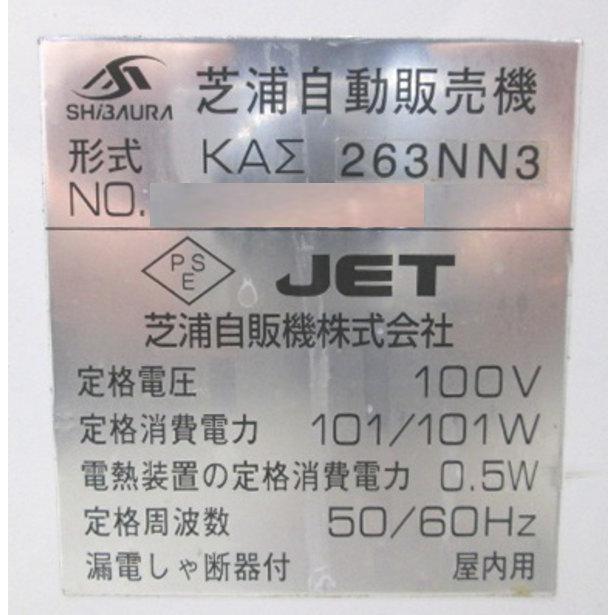 SHiBAURA 芝浦自動販売機
形式 KAΣ 263NN3
NO.
PSE JET
芝浦自販機株式会社
定格電圧 100V
定格消費電力 101/101W
電熱装置の定格消費電力 0.5W
定格周波数 50/60Hz
漏電しゃ断器付 屋内用